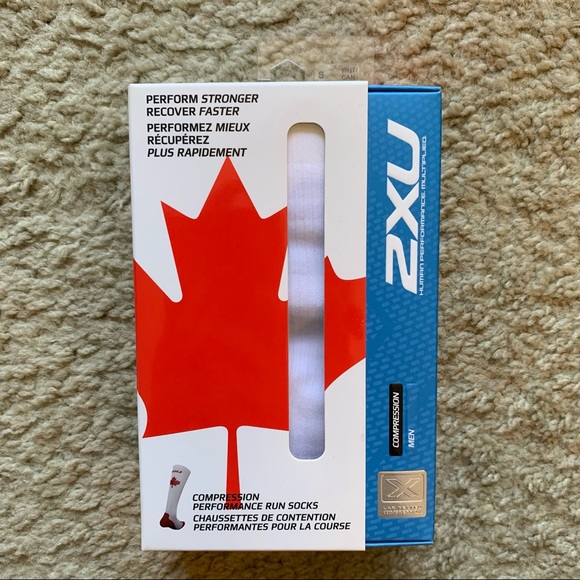 S
PERFORM STRONGER
RECOVER FASTER
PERFORMEZ MIEUX
RÉCUPÉREZ
PLUS RAPIDEMENT
2XU
HUMAN PERFORMANCE. MULTIPLIED.
COMPRESSION
MEN
X
COMPRESSION
PERFORMANCE RUN SOCKS
CHAUSSETTES DE CONTENTION
PERFORMANTES POUR LA COURSE